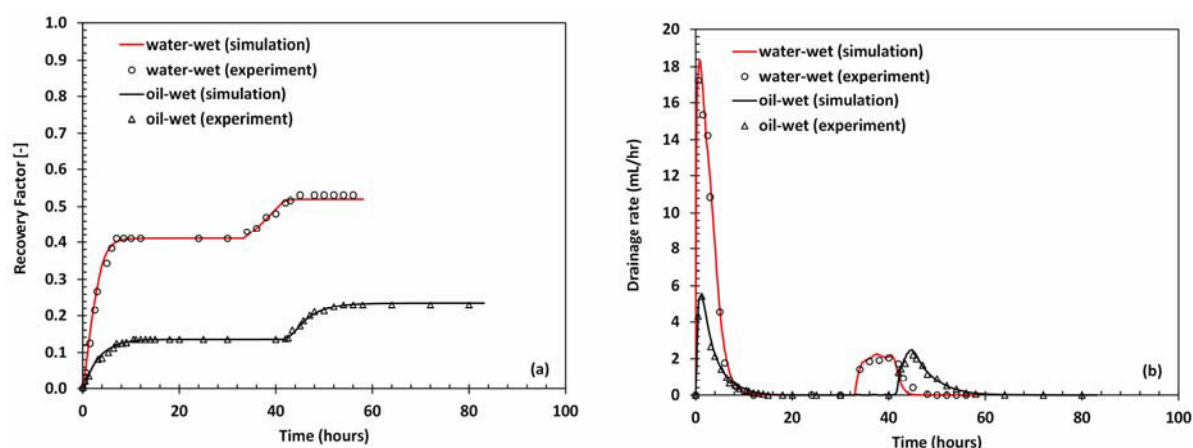 water-wet (simulation)
water-wet (experiment)
oil-wet (simulation)
oil-wet (experiment)
Recovery Factor [-]
1.0
0.9
0.8
0.7
0.6
0.5
0.4
0.3
0.2
0.1
0.0
0
20
40
60
80
100
Time (hours)
(a)
water-wet (simulation)
water-wet (experiment)
oil-wet (simulation)
oil-wet (experiment)
Drainage rate (mL/hr)
20
18
16
14
12
10
8
6
4
2
0
0
20
40
60
80
100
Time (hours)
(b)